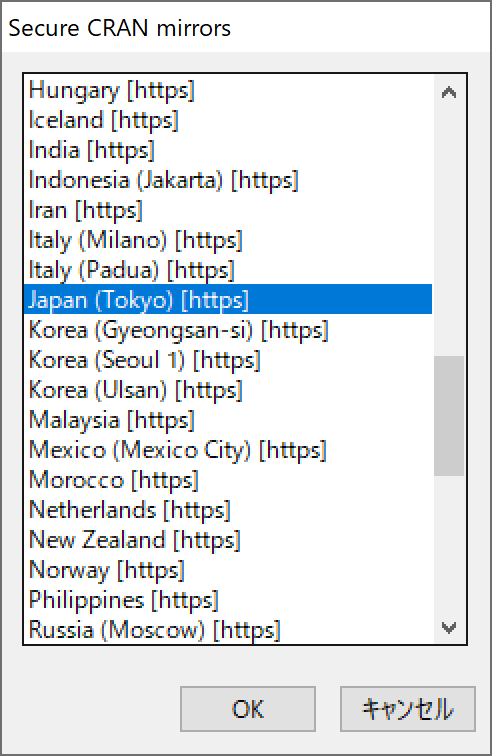 Secure CRAN mirrors
Hungary [https]
Iceland [https]
India [https]
Indonesia (Jakarta) [https]
Iran [https]
Italy (Milano) [https]
Italy (Padua) [https]
Japan (Tokyo) [https]
Korea (Gyeongsan-si) [https]
Korea (Seoul 1) [https]
Korea (Ulsan) [https]
Malaysia [https]
Mexico (Mexico City) [https]
Morocco [https]
Netherlands [https]
New Zealand [https]
Norway [https]
Philippines [https]
Russia (Moscow) [https]
OK キャンセル